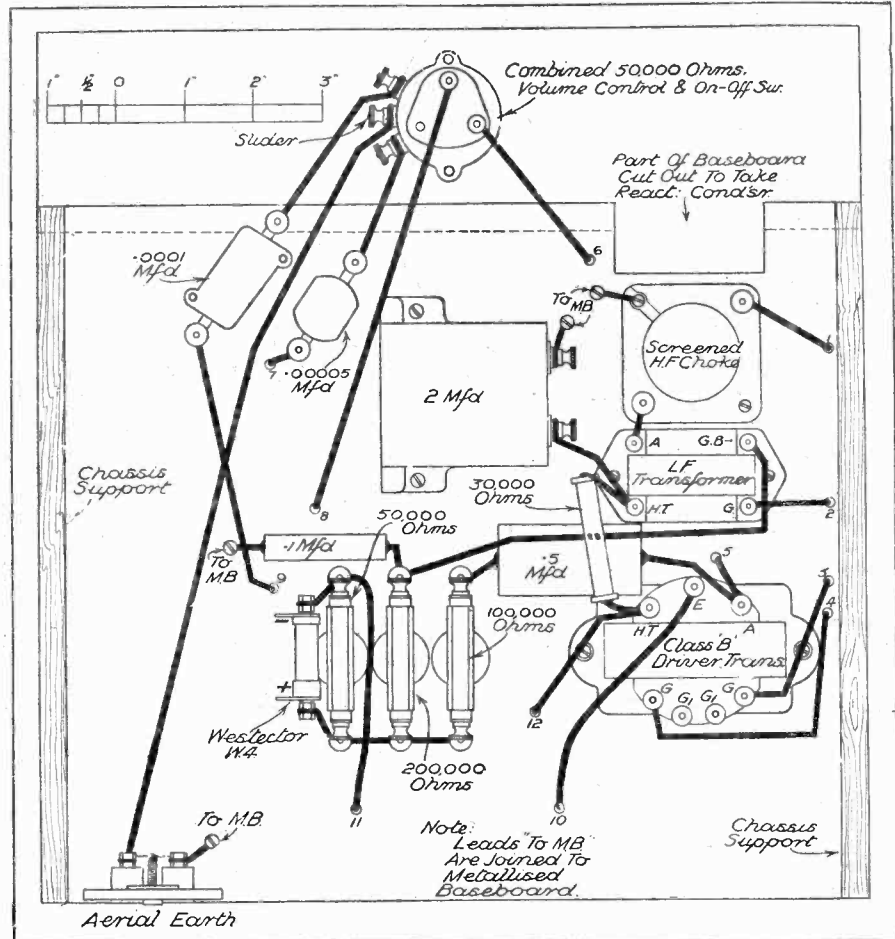 1" ½ 0 1" 2" 3"
Combined 50,000 Ohms.
Volume Control & On-Off Sw.
Slider
Part Of Baseboard
Cut Out To Take
React: Conds'r.
.0001
Mfd
6
To
MB
1
7
.00005
Mfd
Screened
H.F Choke
2 Mfd
A G.B-
LF
Transformer
H.T G.
2
Chassis
Support
30,000
Ohms
8
50,000
Ohms
.1 Mfd
To
M.B
9
.5
Mfd
5
3
4
100,000
Ohms
H.T E A
Class 'B'
Driver Trans
G G1 G1 G
-
+
Westector
W.4
12
200,000
Ohms
11
10
To M.B.
Note:
Leads "To MB"
Are Joined To
Metallised
Baseboard.
Chassis
Support
Aerial Earth